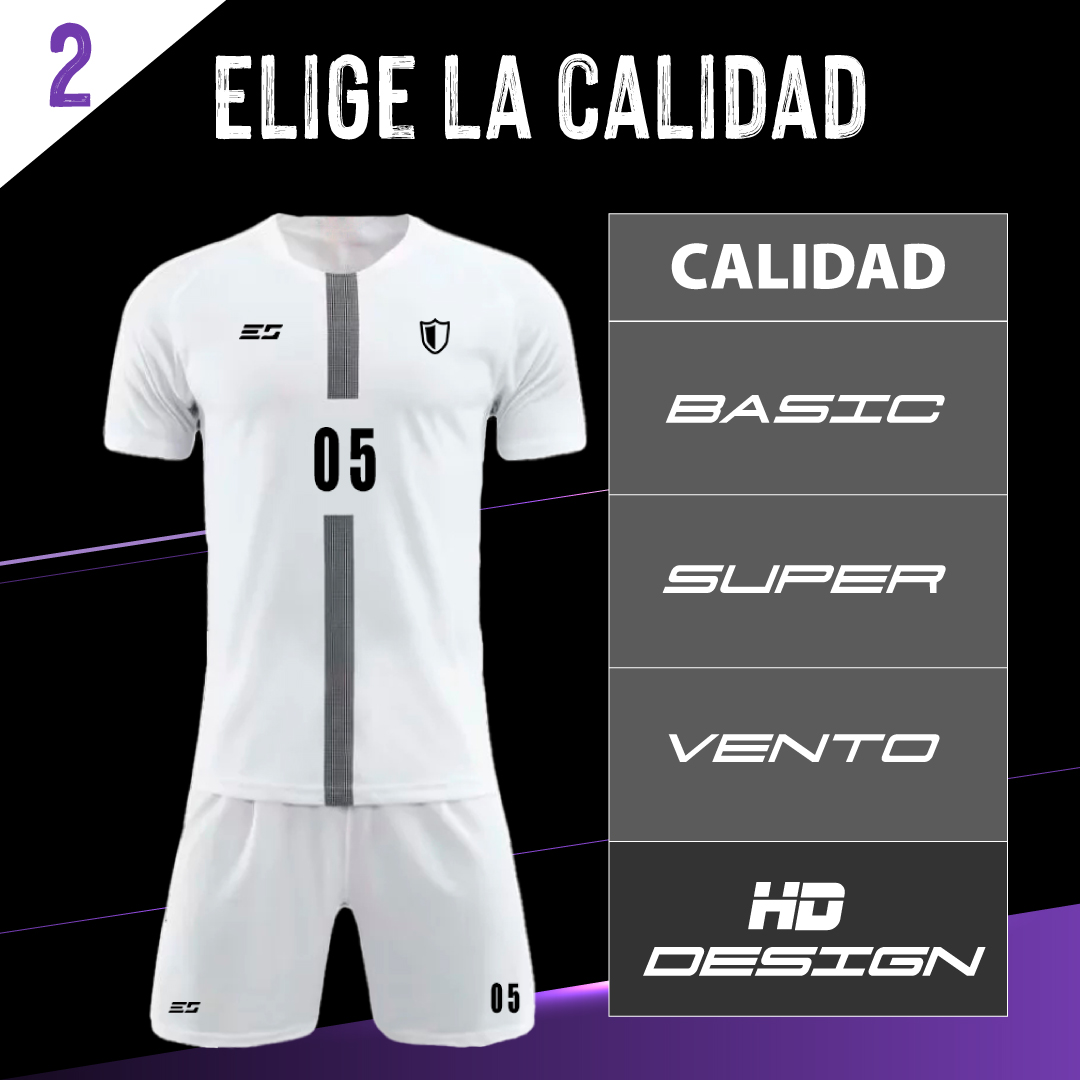 2
ELIGE LA CALIDAD
ES
05
ES
05
CALIDAD
BASIC
SUPER
VENTO
HD
DESIGN